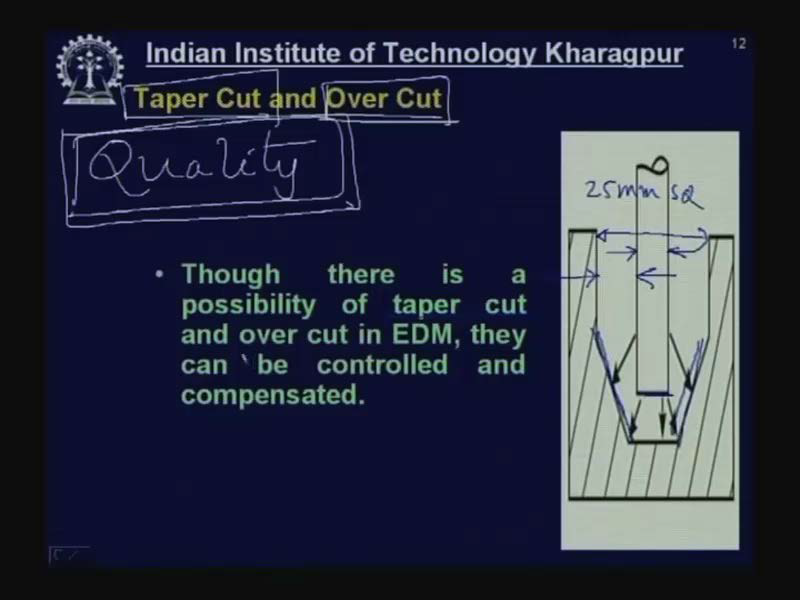 Indian Institute of Technology Kharagpur
12
Taper Cut and Over Cut
Quality
25mm SQ
• Though there is a
possibility of taper cut
and over cut in EDM, they
can be controlled and
compensated.